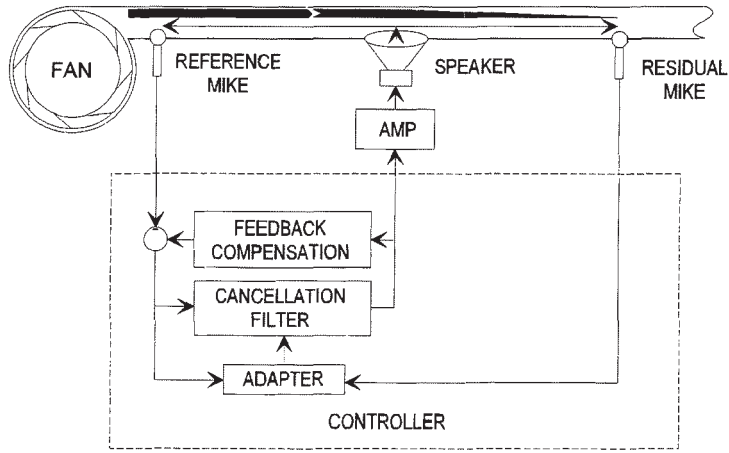 FAN
REFERENCE
MIKE
SPEAKER
RESIDUAL
MIKE
AMP
FEEDBACK
COMPENSATION
CANCELLATION
FILTER
ADAPTER
CONTROLLER